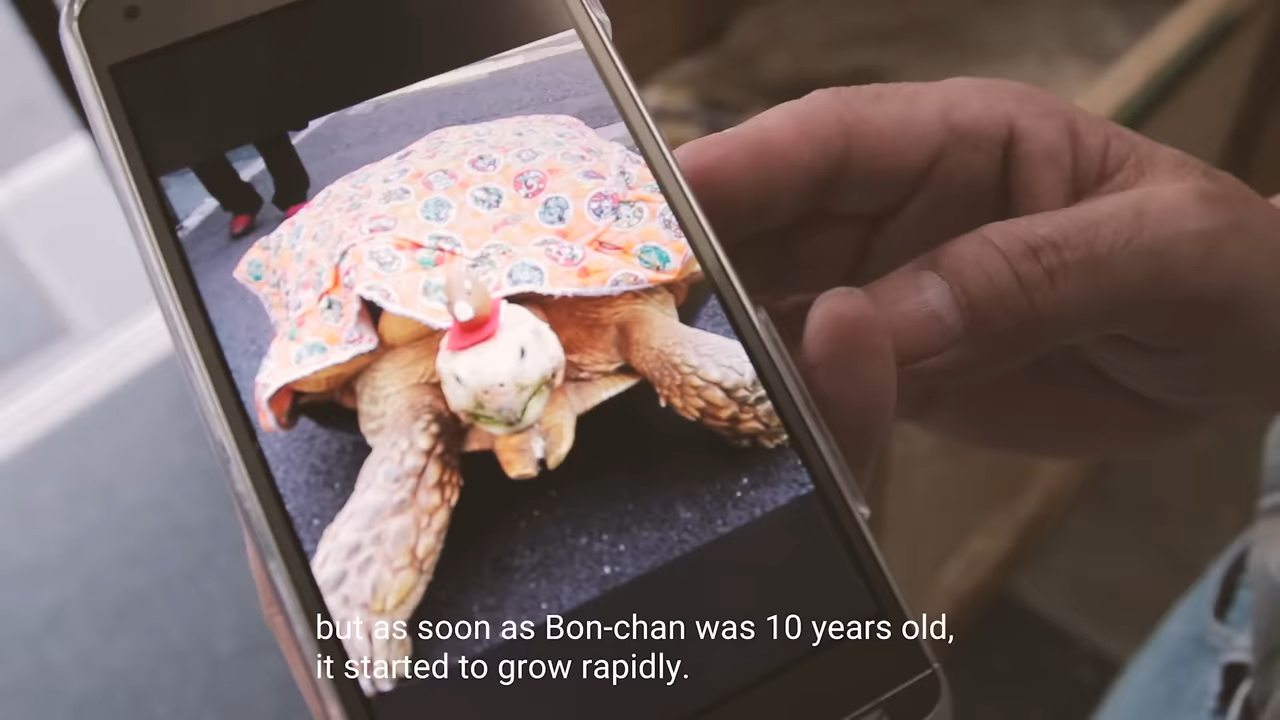 but as soon as Bon-chan was 10 years old,
it started to grow rapidly.